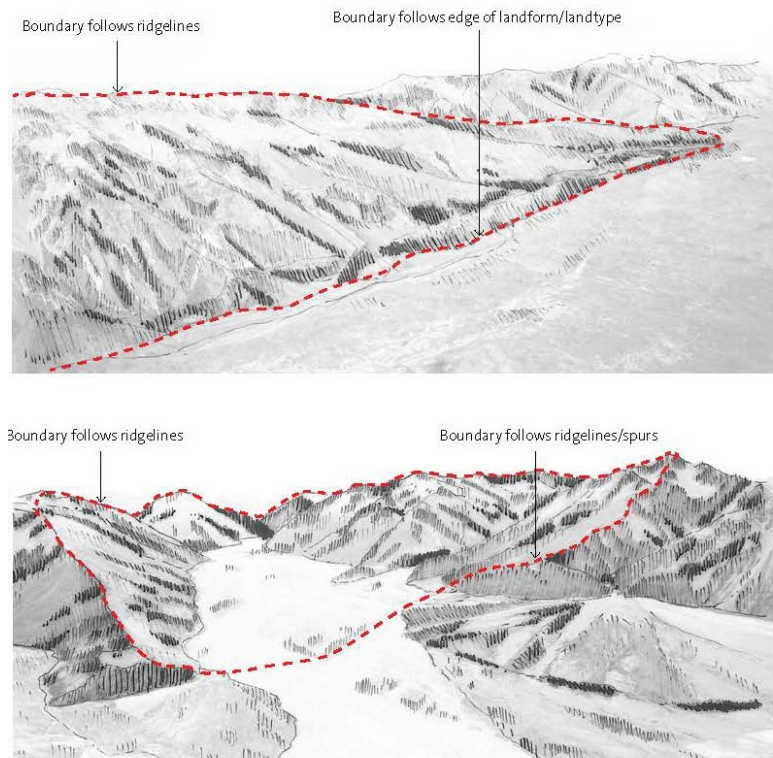 Boundary follows ridgelines
Boundary follows edge of landform/landtype
Boundary follows ridgelines
Boundary follows ridgelines/spurs